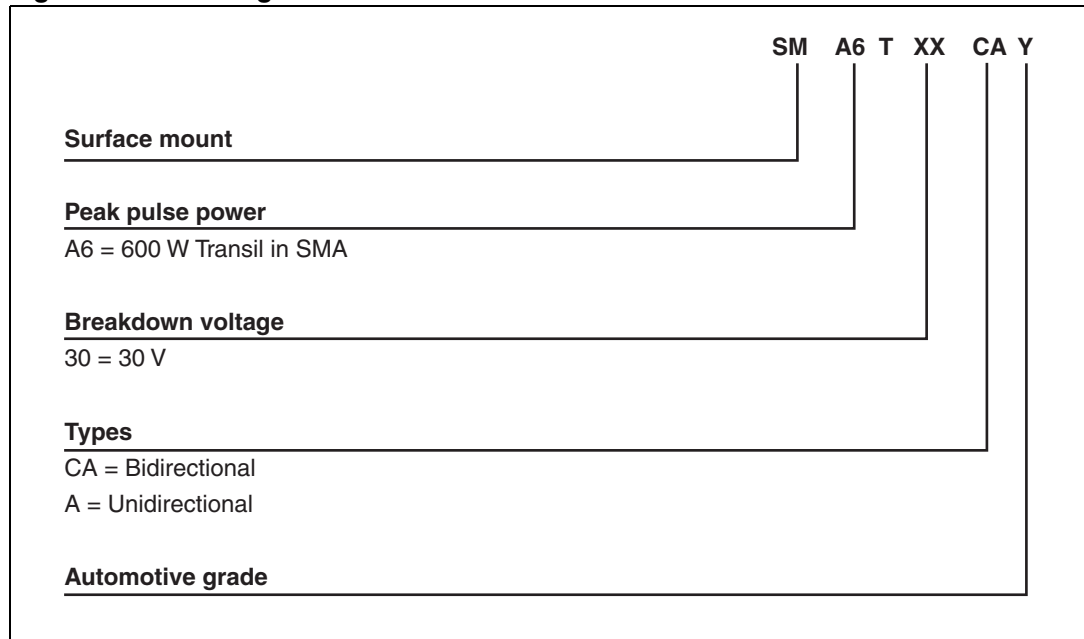 SM A6 T XX CA Y
Surface mount
Peak pulse power
A6 = 600 W Transil in SMA
Breakdown voltage
30 = 30 V
Types
CA = Bidirectional
A = Unidirectional
Automotive grade